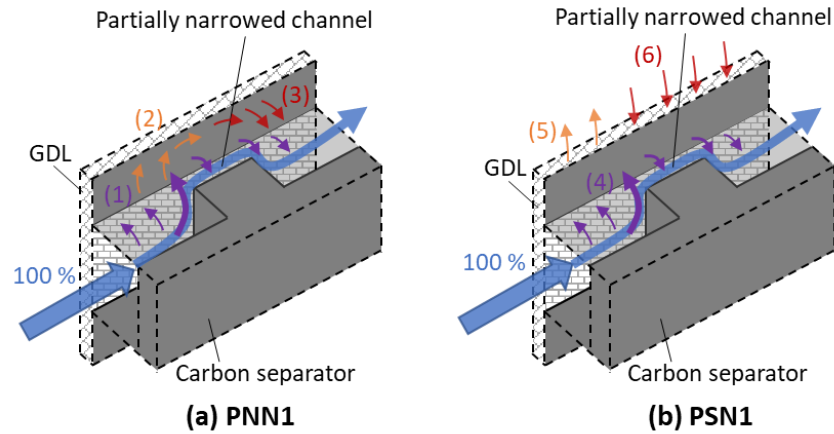 Partially narrowed channel
(3)
(2)
GDL
(1)
100 %
Carbon separator
(a) PNN1
Partially narrowed channel
(6)
(5)
GDL
(4)
100 %
Carbon separator
(b) PSN1